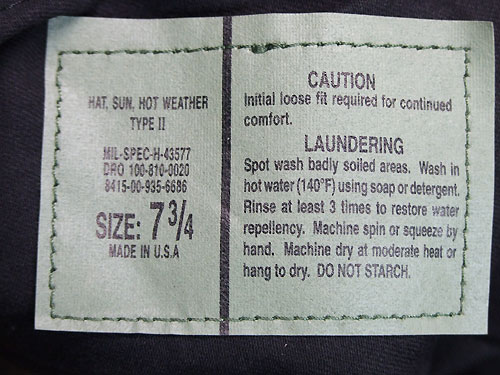 HAT, SUN, HOT WEATHER
TYPE II
MIL-SPEC-H-43577
DRO 100-810-0020
8415-00-935-6686
SIZE: 7 3/4
MADE IN U.S.A
CAUTION
Initial loose fit required for continued
comfort.
LAUNDERING
Spot wash badly soiled areas. Wash in
hot water (140°F) using soap or detergent.
Rinse at least 3 times to restore water
repellency. Machine spin or squeeze by
hand. Machine dry at moderate heat or
hang to dry. DO NOT STARCH.